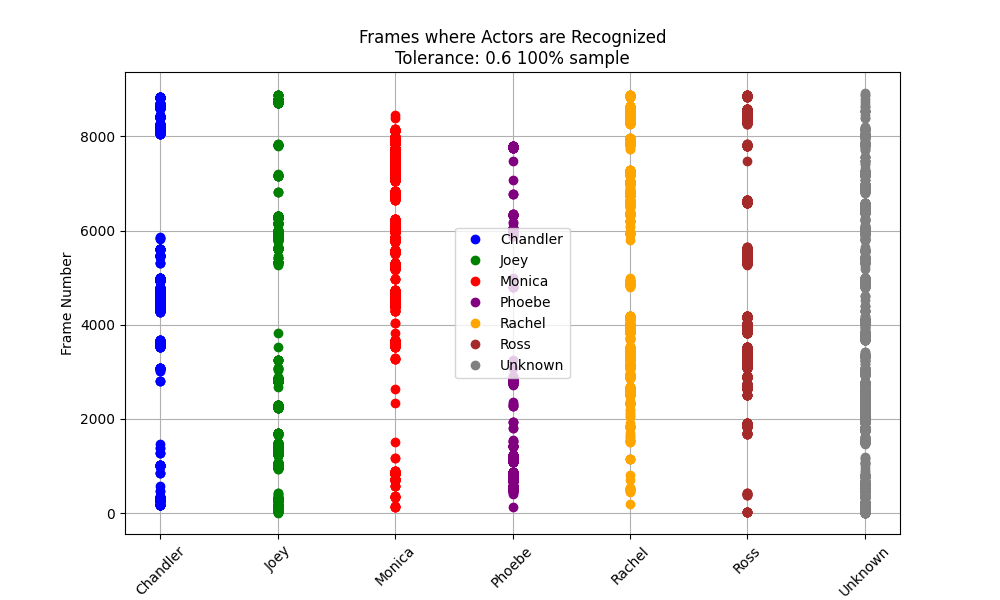 Frames where Actors are Recognized
Tolerance: 0.6 100% sample
Frame Number
8000
6000
4000
2000
0
Chandler
Joey
Monica
Phoebe
Rachel
Ross
Unknown
Chandler
Joey
Monica
Phoebe
Rachel
Ross
Unknown